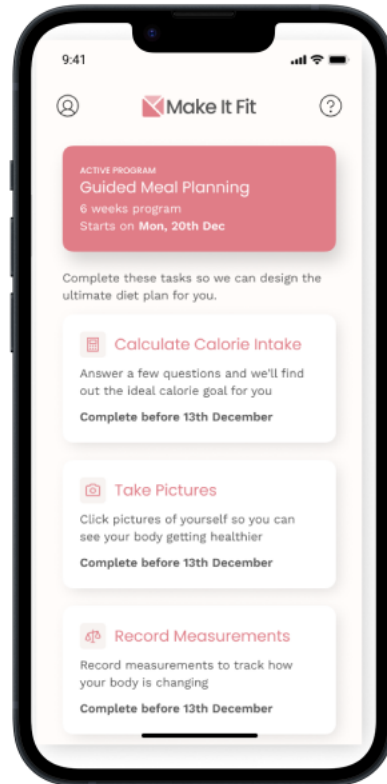 9:41
Make It Fit
ACTIVE PROGRAM
Guided Meal Planning
6 weeks program
Starts on Mon, 20th Dec
Complete these tasks so we can design the
ultimate diet plan for you.
Calculate Calorie Intake
Answer a few questions and we'll find
out the ideal calorie goal for you
Complete before 13th December
Take Pictures
Click pictures of yourself so you can
see your body getting healthier
Complete before 13th December
Record Measurements
Record measurements to track how
your body is changing
Complete before 13th December